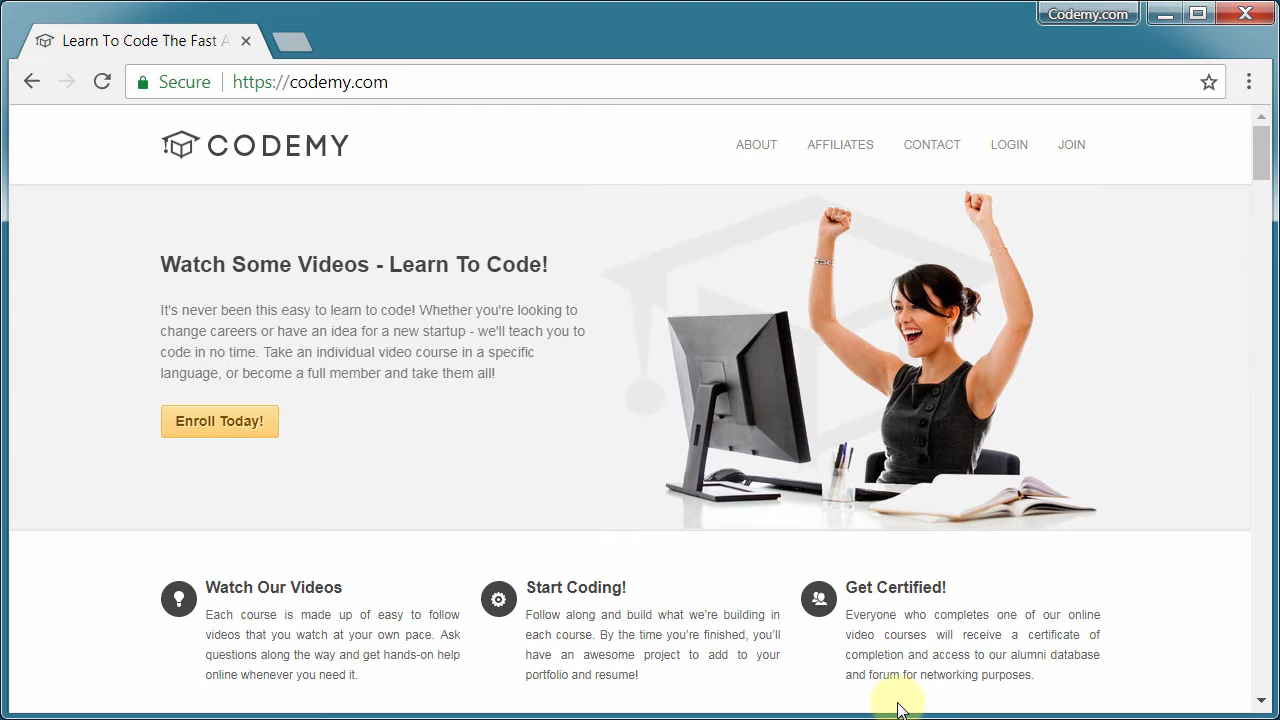 Codemy.com
Learn To Code The Fast A
Secure
https://codemy.com
CODEMY
ABOUT AFFILIATES CONTACT LOGIN JOIN
Watch Some Videos - Learn To Code!
It's never been this easy to learn to code! Whether you're looking to
change careers or have an idea for a new startup - we'll teach you to
code in no time. Take an individual video course in a specific
language, or become a full member and take them all!
Enroll Today!
Watch Our Videos
Each course is made up of easy to follow
videos that you watch at your own pace. Ask
questions along the way and get hands-on help
online whenever you need it.
Start Coding!
Follow along and build what we're building in
each course. By the time you're finished, you'll
have an awesome project to add to your
portfolio and resume!
Get Certified!
Everyone who completes one of our online
video courses will receive a certificate of
completion and access to our alumni database
and forum for networking purposes.